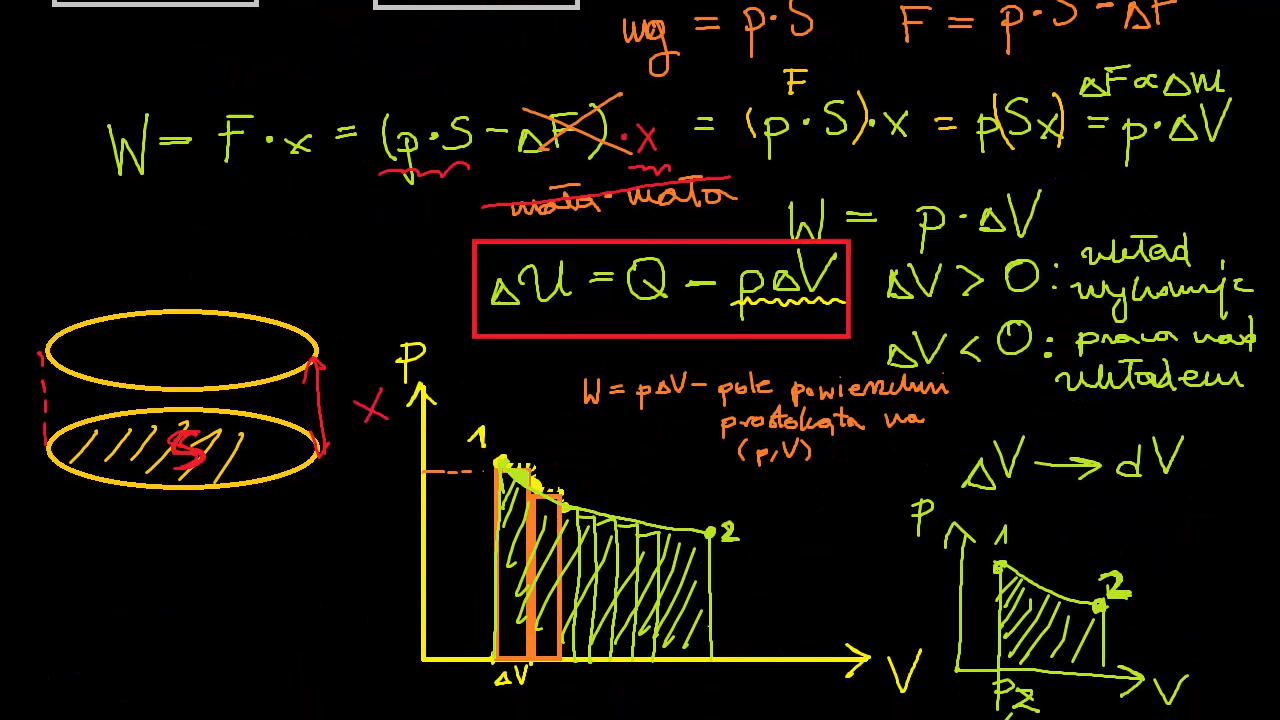 mg = p·S F = p·S - ΔF
F
ΔF ∝ Δm
W = F·x = (p·S - ΔF)·x = (p·S)·x = p(Sx) = p·ΔV
mała·mała
W = p·ΔV
ΔU = Q - pΔV
ΔV > 0: układ
wykonuje
ΔV < 0: praca nad
układem
S
x
W = pΔV - pole powierzchni
prostokąta na
(p,V)
ΔV → dV
p
1
2
ΔV
V
p
1
2
V